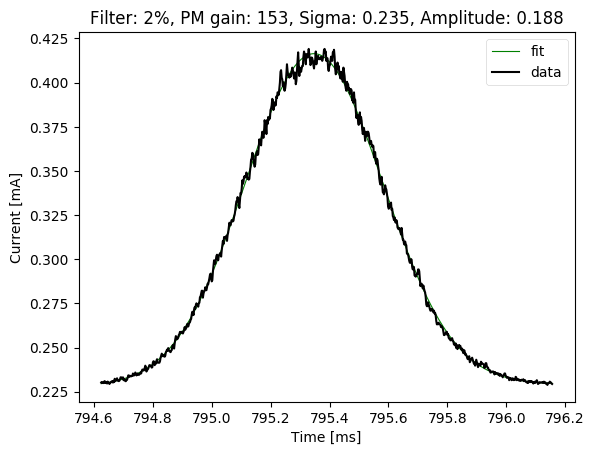 Filter: 2%, PM gain: 153, Sigma: 0.235, Amplitude: 0.188
fit
data
Current [mA]
0.425
0.400
0.375
0.350
0.325
0.300
0.275
0.250
0.225
794.6 794.8 795.0 795.2 795.4 795.6 795.8 796.0 796.2
Time [ms]